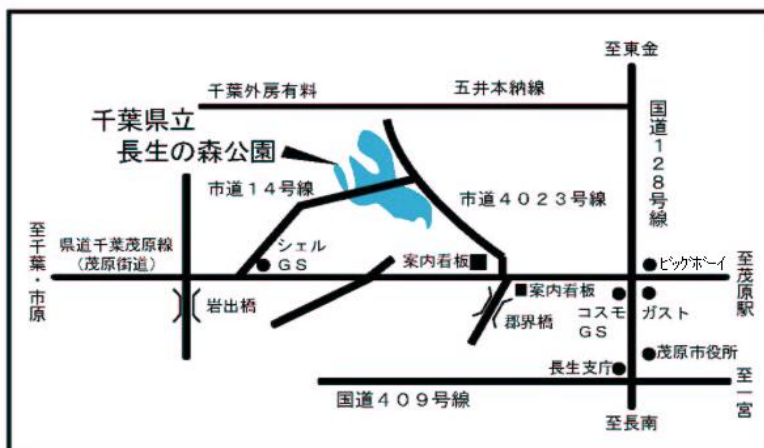 至東金
千葉外房有料
五井本納線
千葉県立
長生の森公園
国道１２８号線
市道１４号線
市道４０２３号線
至千葉・市原
県道千葉茂原線
(茂原街道)
シェル
ＧＳ
案内看板
ビッグボーイ
至茂原駅
岩出橋
郡界橋
案内看板
コスモ
ＧＳ
ガスト
茂原市役所
長生支庁
国道４０９号線
至一宮
至長南